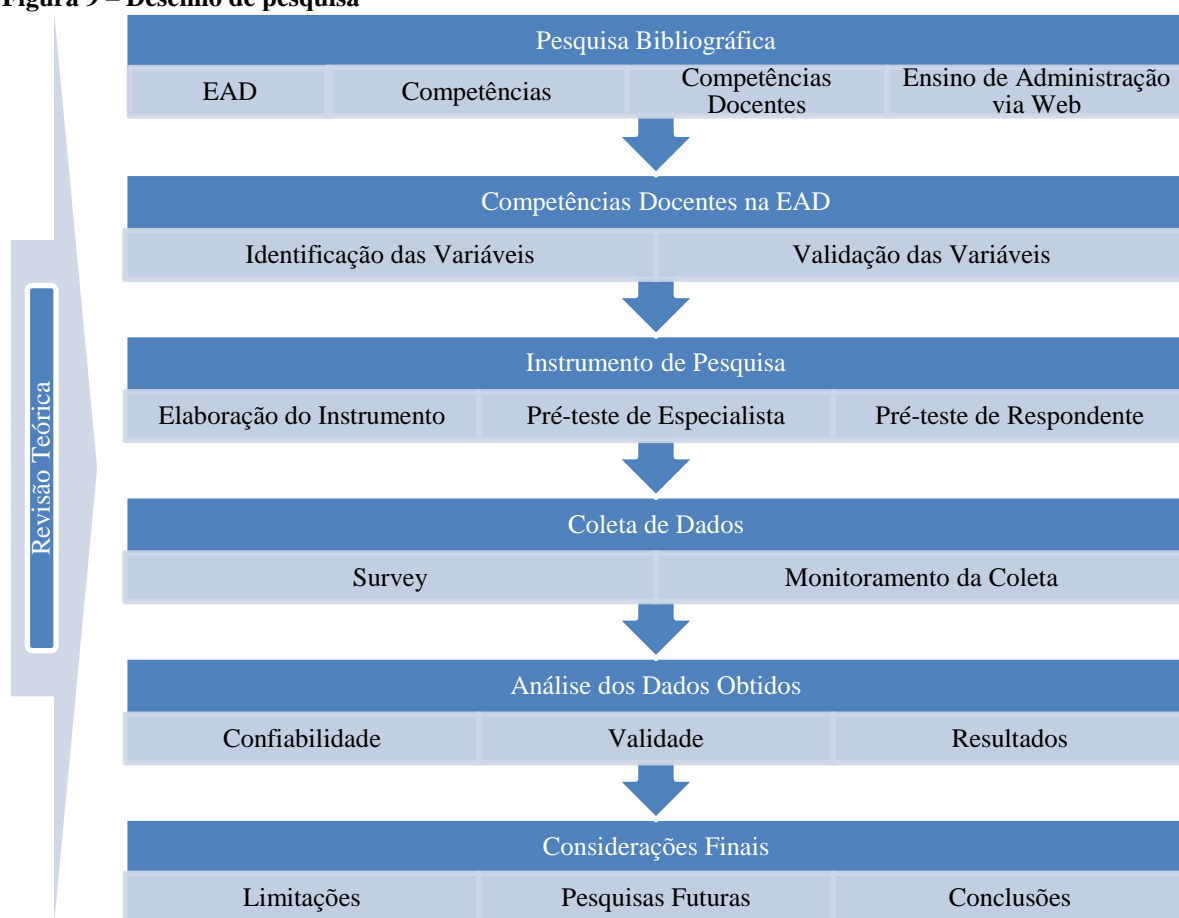 Figura 9 – Desenho de pesquisa
Pesquisa Bibliográfica
EAD
Competências
Competências
Docentes
Ensino de Administração
via Web
Competências Docentes na EAD
Identificação das Variáveis
Validação das Variáveis
Instrumento de Pesquisa
Elaboração do Instrumento
Pré-teste de Especialista
Pré-teste de Respondente
Revisão Teórica
Coleta de Dados
Survey
Monitoramento da Coleta
Análise dos Dados Obtidos
Confiabilidade
Validade
Resultados
Considerações Finais
Limitações
Pesquisas Futuras
Conclusões